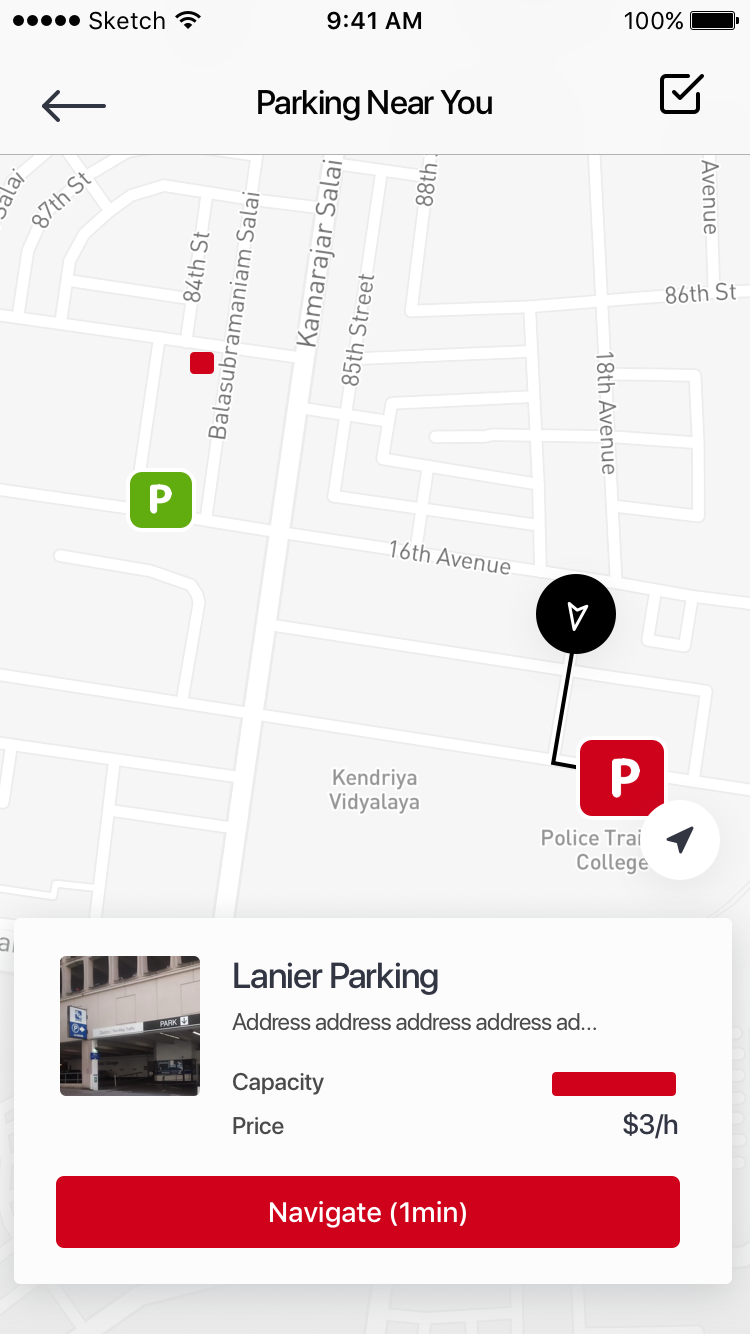 Sketch
9:41 AM
100%
Parking Near You
Salai
87th St
84th St
Balasubramaniam Salai
Kamarajar Salai
85th Street
88th
Avenue
86th St
18th Avenue
P
16th Avenue
Kendriya
Vidyalaya
P
Police Trai
College
Lanier Parking
Address address address address ad...
PARK
Capacity
Price
$3/h
Navigate (1min)